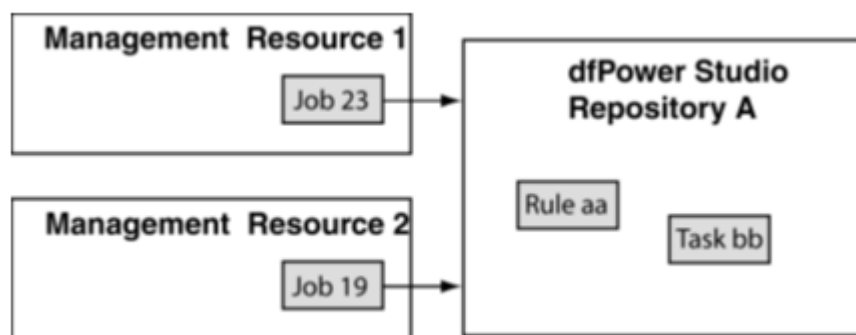 Management Resource 1
Job 23
Management Resource 2
Job 19
dfPower Studio
Repository A
Rule aa
Task bb